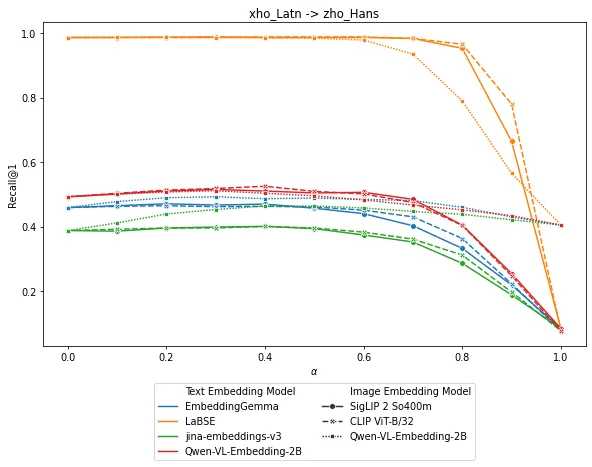 xho_Latn -> zho_Hans
Recall@1
1.0
0.8
0.6
0.4
0.2
0.0 0.2 0.4 0.6 0.8 1.0
α
Text Embedding Model Image Embedding Model
EmbeddingGemma SigLIP 2 So400m
LaBSE CLIP ViT-B/32
jina-embeddings-v3 Qwen-VL-Embedding-2B
Qwen-VL-Embedding-2B